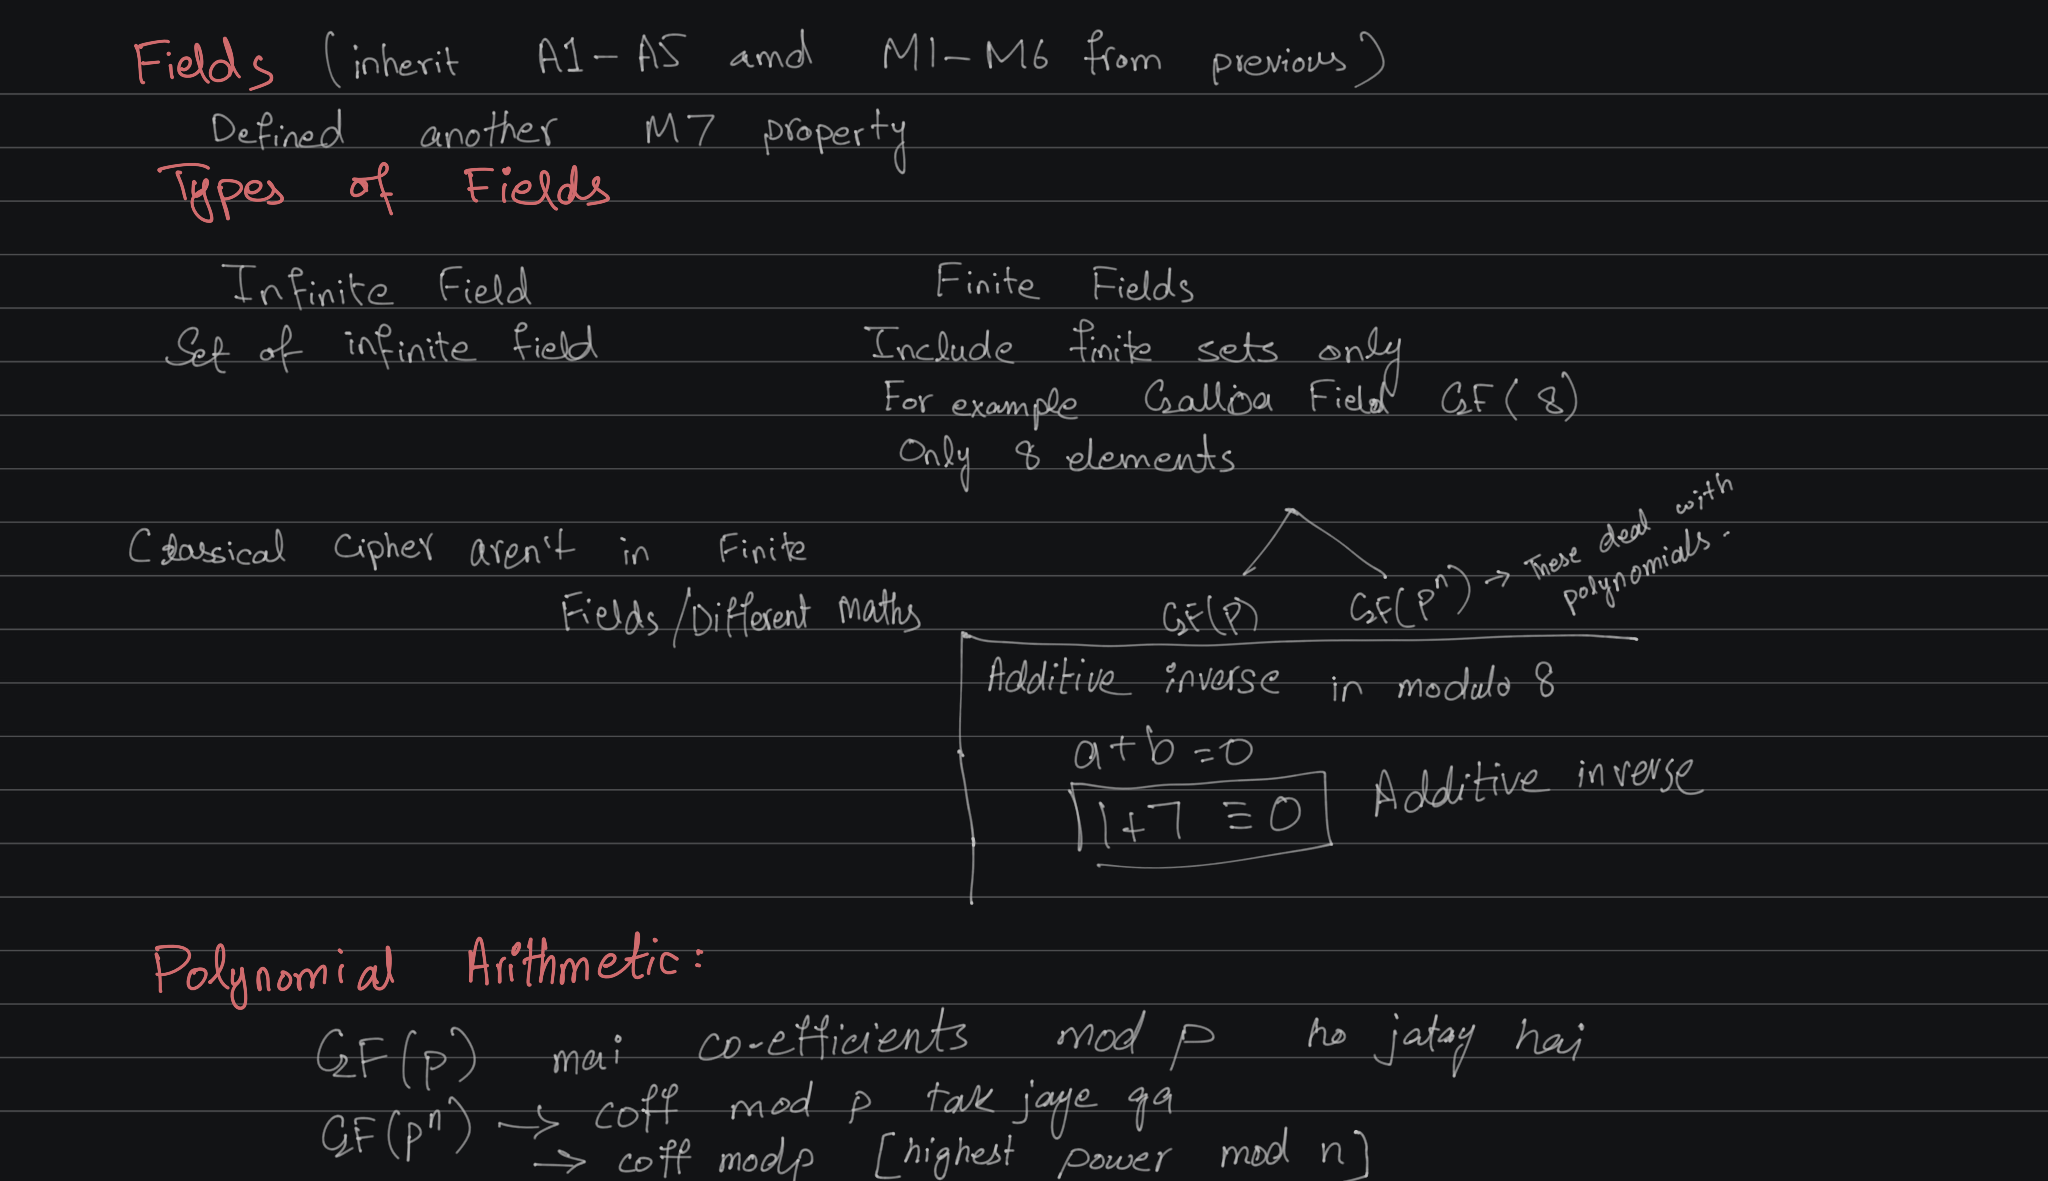 Fields (inherit A1-A5 amd M1-M6 from previous)
Defined another M7 property
Types of Fields
Infinite Field
Set of infinite field
Finite Fields
Include finite sets only
For example Gallioa Field GF(8)
Only 8 elements
Classical Cipher aren't in Finite
Fields/Different maths
GF(P)
GF(pⁿ) → These deal with
polynomials.
Additive inverse in modulo 8
a+b=0
1+7 ≡ 0 Additive inverse
Polynomial Arithmetic:
GF(p) mai co-efficients mod p ho jatay hai
GF(pⁿ) → coff mod p tak jaye ga
→ coff modp [highest power mod n]